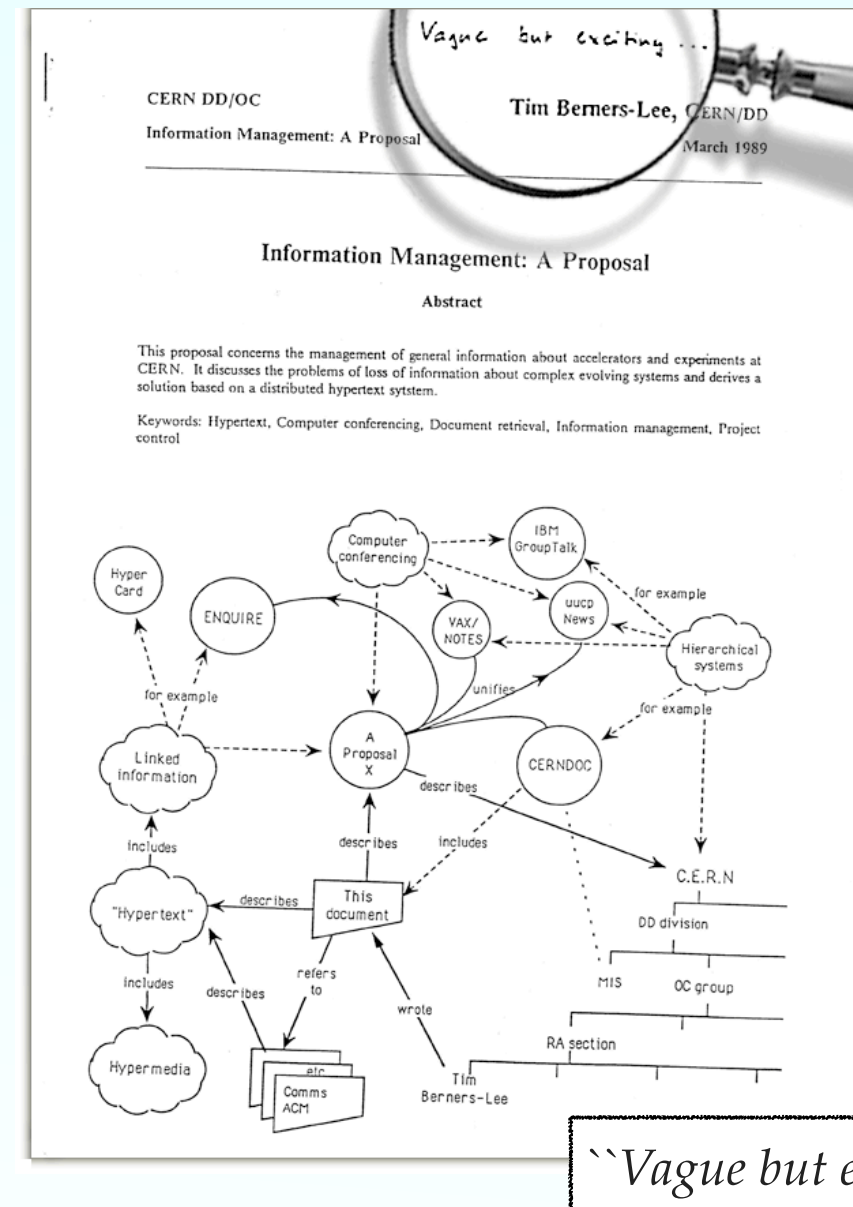 Vague but exciting ...
CERN DD/OC
Tim Berners-Lee, CERN/DD
Information Management: A Proposal
March 1989
Information Management: A Proposal
Abstract
This proposal concerns the management of general information about accelerators and experiments at
CERN. It discusses the problems of loss of information about complex evolving systems and derives a
solution based on a distributed hypertext sytstem.
Keywords: Hypertext, Computer conferencing, Document retrieval, Information management, Project
control
IBM
GroupTalk
Computer
conferencing
Hyper
Card
for example
uucp
News
ENQUIRE
VAX/
NOTES
Hierarchical
systems
unifies
for example
for example
A
Proposal
X
Linked
information
CERNDOC
describes
includes
describes
includes
C.E.R.N
This
document
describes
"Hypertext"
DD division
refers
to
MIS
OC group
includes
describes
wrote
RA section
Hypermedia
etc
Tim
Berners-Lee
Comms
ACM
``Vague but e